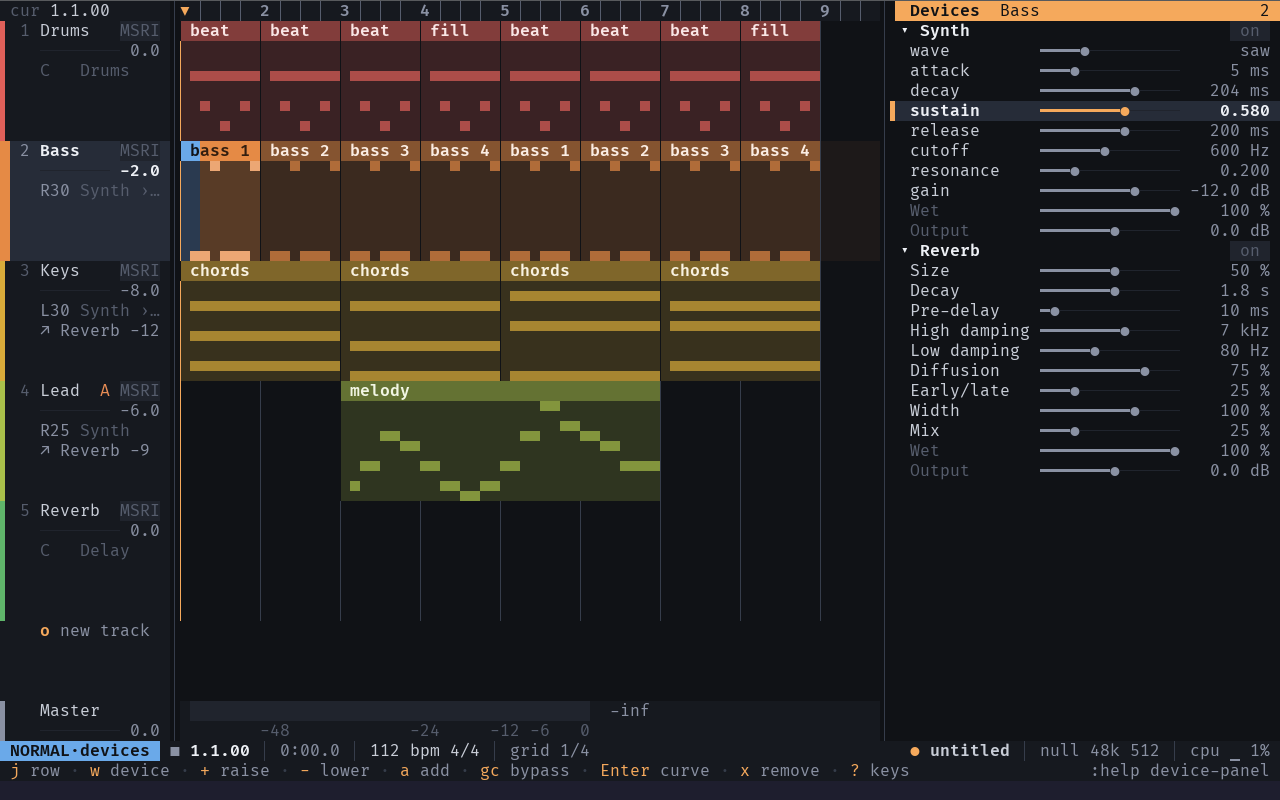 cur 1.1.00 ▼ 2 3 4 5 6 7 8 9 Devices Bass 2
1 Drums MSRI beat beat beat fill beat beat beat fill ▾ Synth on
0.0 wave saw
C Drums attack 5 ms
decay 204 ms
sustain 0.580
release 200 ms
2 Bass MSRI bass 1 bass 2 bass 3 bass 4 bass 1 bass 2 bass 3 bass 4 cutoff 600 Hz
-2.0 resonance 0.200
R30 Synth ›… gain -12.0 dB
Wet 100 %
Output 0.0 dB
▾ Reverb on
3 Keys MSRI chords chords chords chords Size 50 %
-8.0 Decay 1.8 s
L30 Synth ›… Pre-delay 10 ms
↗ Reverb -12 High damping 7 kHz
Low damping 80 Hz
Diffusion 75 %
4 Lead A MSRI melody Early/late 25 %
-6.0 Width 100 %
R25 Synth Mix 25 %
↗ Reverb -9 Wet 100 %
Output 0.0 dB
5 Reverb MSRI
0.0
C Delay
o new track
Master -inf
0.0 -48 -24 -12 -6 0
NORMAL·devices ■ 1.1.00 │ 0:00.0 │ 112 bpm 4/4 │ grid 1/4 ● untitled │ null 48k 512 │ cpu _ 1%
j row · w device · + raise · - lower · a add · gc bypass · Enter curve · x remove · ? keys :help device-panel